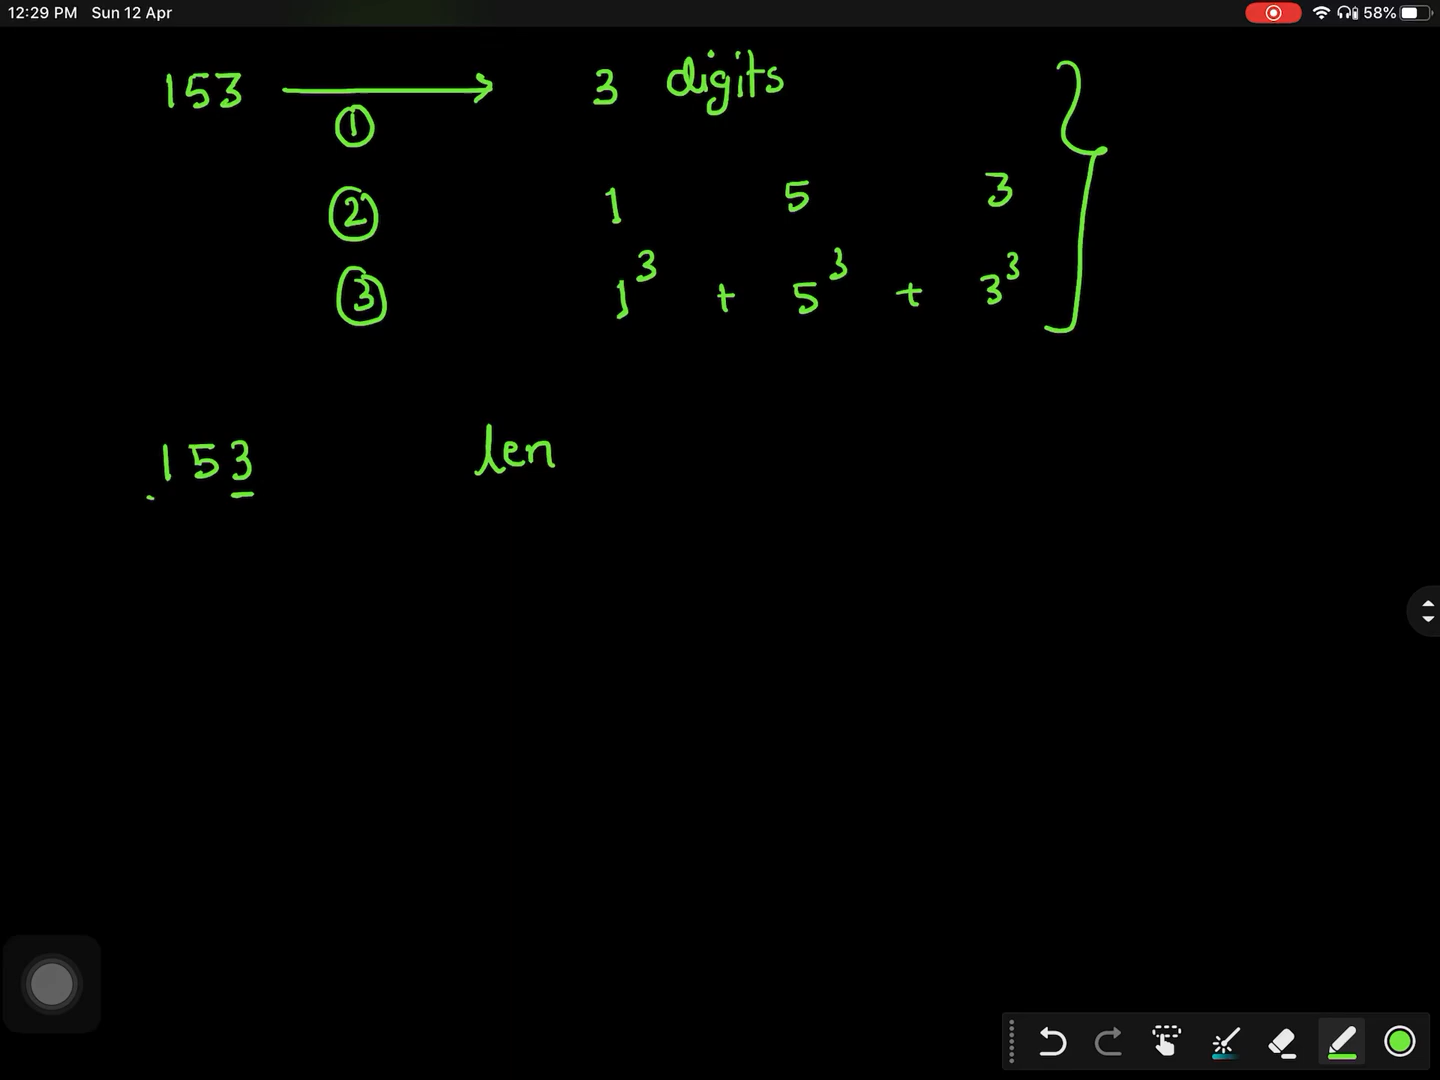 12:29 PM Sun 12 Apr 58%
153 ⟶ 3 digits
①
② 1 5 3
③ 1³ + 5³ + 3³
153 len